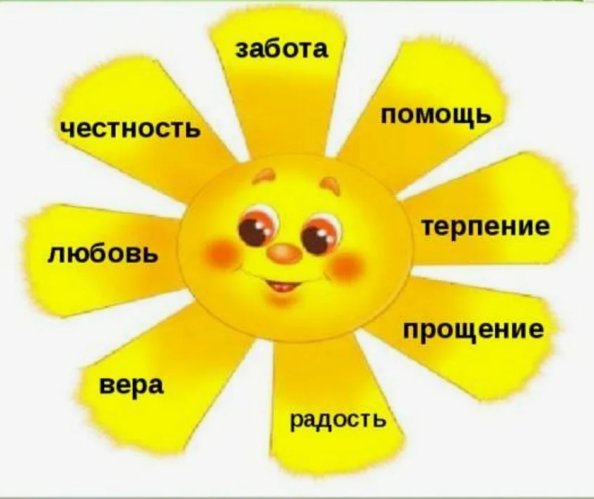 забота
помощь
честность
терпение
любовь
прощение
вера
радость